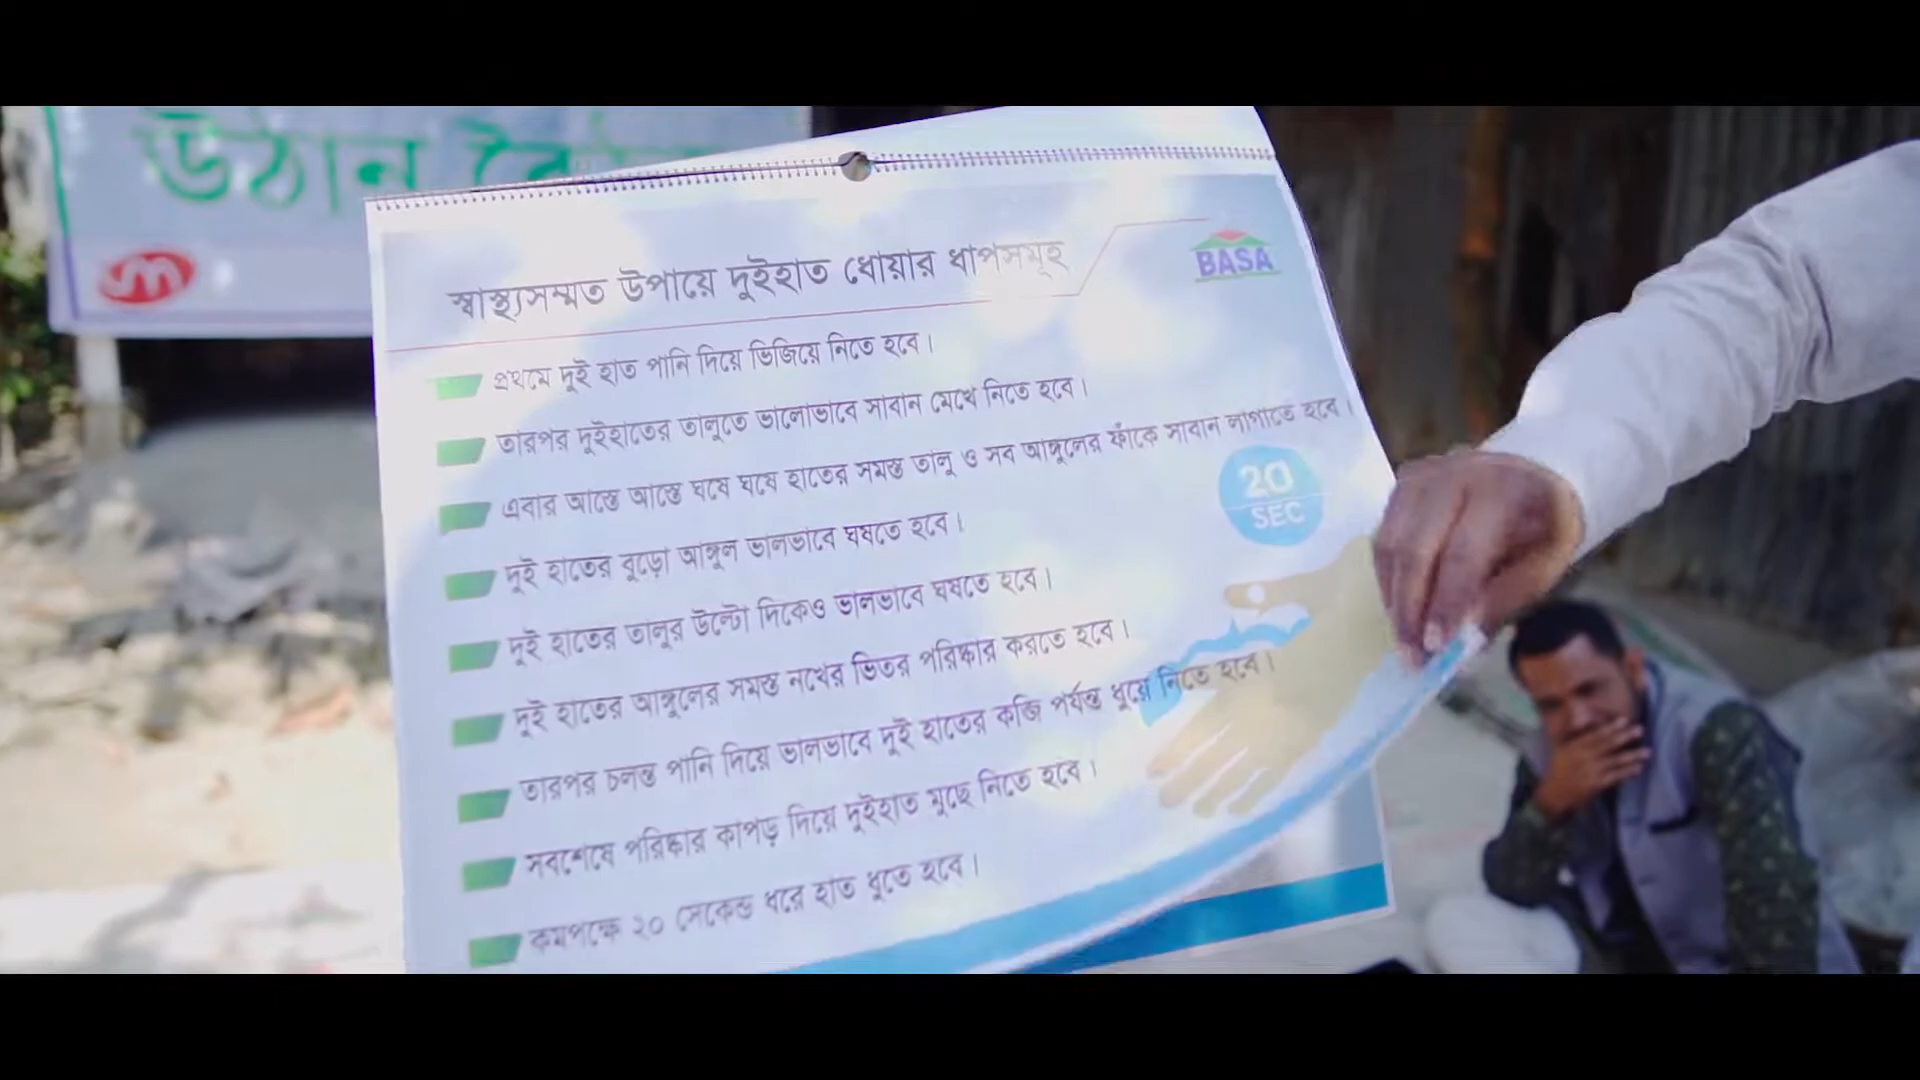 উঠান
স্বাস্থ্যসম্মত উপায়ে দুইহাত ধোয়ার ধাপসমূহ
BASA
প্রথমে দুই হাত পানি দিয়ে ভিজিয়ে নিতে হবে।
তারপর দুইহাতের তালুতে ভালোভাবে সাবান মেখে নিতে হবে।
এবার আস্তে আস্তে ঘষে ঘষে হাতের সমস্ত তালু ও সব আঙ্গুলের ফাঁকে সাবান লাগাতে হবে।
20
SEC
দুই হাতের বুড়ো আঙ্গুল ভালভাবে ঘষতে হবে।
দুই হাতের তালুর উল্টো দিকেও ভালভাবে ঘষতে হবে।
দুই হাতের আঙ্গুলের সমস্ত নখের ভিতর পরিষ্কার করতে হবে।
তারপর চলন্ত পানি দিয়ে ভালভাবে দুই হাতের কব্জি পর্যন্ত ধুয়ে নিতে হবে।
সবশেষে পরিষ্কার কাপড় দিয়ে দুইহাত মুছে নিতে হবে।
কমপক্ষে ২০ সেকেন্ড ধরে হাত ধুতে হবে।